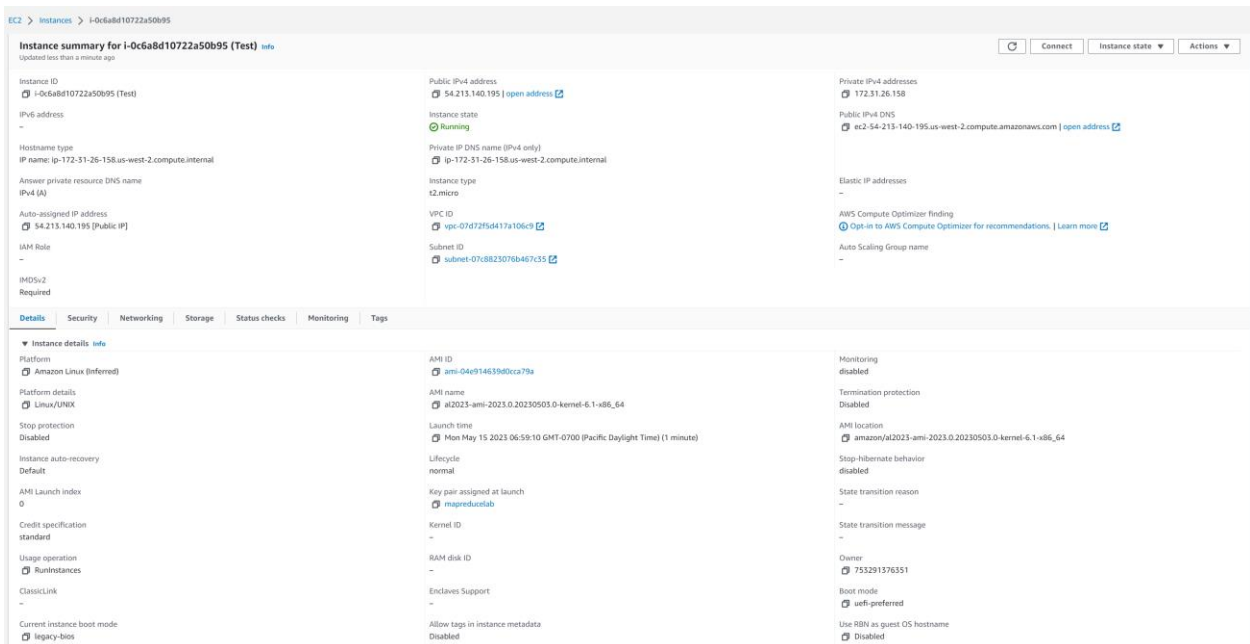 EC2 > Instances > i-0c6a8d10722a50b95
Instance summary for i-0c6a8d10722a50b95 (Test) Info
Updated less than a minute ago
Connect
Instance state
Actions
Instance ID
i-0c6a8d10722a50b95 (Test)
Public IPv4 address
54.213.140.195 | open address
Private IPv4 addresses
172.31.26.158
IPv6 address
–
Instance state
Running
Public IPv4 DNS
ec2-54-213-140-195.us-west-2.compute.amazonaws.com | open address
Hostname type
IP name: ip-172-31-26-158.us-west-2.compute.internal
Private IP DNS name (IPv4 only)
ip-172-31-26-158.us-west-2.compute.internal
Answer private resource DNS name
IPv4 (A)
Instance type
t2.micro
Elastic IP addresses
–
Auto-assigned IP address
54.213.140.195 [Public IP]
VPC ID
vpc-07d72f5d417a106c9
AWS Compute Optimizer finding
Opt-in to AWS Compute Optimizer for recommendations. | Learn more
IAM Role
–
Subnet ID
subnet-07c8823076b467c35
Auto Scaling Group name
–
IMDSv2
Required
Details
Security
Networking
Storage
Status checks
Monitoring
Tags
Instance details Info
Platform
Amazon Linux (Inferred)
AMI ID
ami-04e914639d0cca79a
Monitoring
disabled
Platform details
Linux/UNIX
AMI name
al2023-ami-2023.0.20230503.0-kernel-6.1-x86_64
Termination protection
Disabled
Stop protection
Disabled
Launch time
Mon May 15 2023 06:59:10 GMT-0700 (Pacific Daylight Time) (1 minute)
AMI location
amazon/al2023-ami-2023.0.20230503.0-kernel-6.1-x86_64
Instance auto-recovery
Default
Lifecycle
normal
Stop-hibernate behavior
disabled
AMI Launch index
0
Key pair assigned at launch
mapreducelab
State transition reason
–
Credit specification
standard
Kernel ID
–
State transition message
–
Usage operation
RunInstances
RAM disk ID
–
Owner
753291376351
ClassicLink
–
Enclaves Support
–
Boot mode
uefi-preferred
Current instance boot mode
legacy-bios
Allow tags in instance metadata
Disabled
Use RBN as guest OS hostname
Disabled